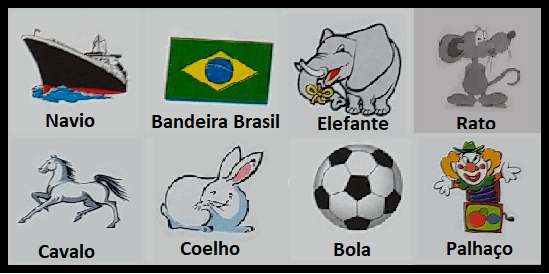 Navio
Bandeira Brasil
Elefante
Rato
Cavalo
Coelho
Bola
Palhaço